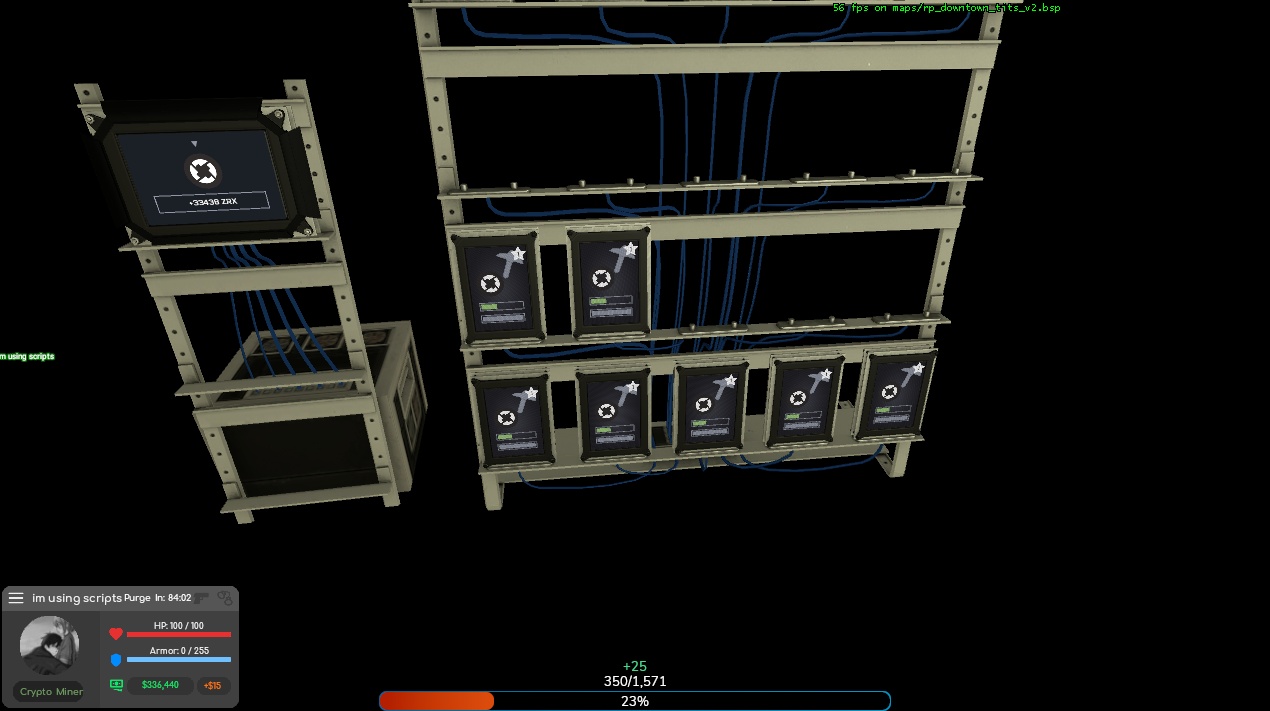 56 fps on maps/rp_downtown_tits_v2.bsp
+33438 ZRX
m using scripts
im using scripts Purge In: 84:02
HP: 100 / 100
Armor: 0 / 255
Crypto Miner
$336,440
+$15
+25
350/1,571
23%